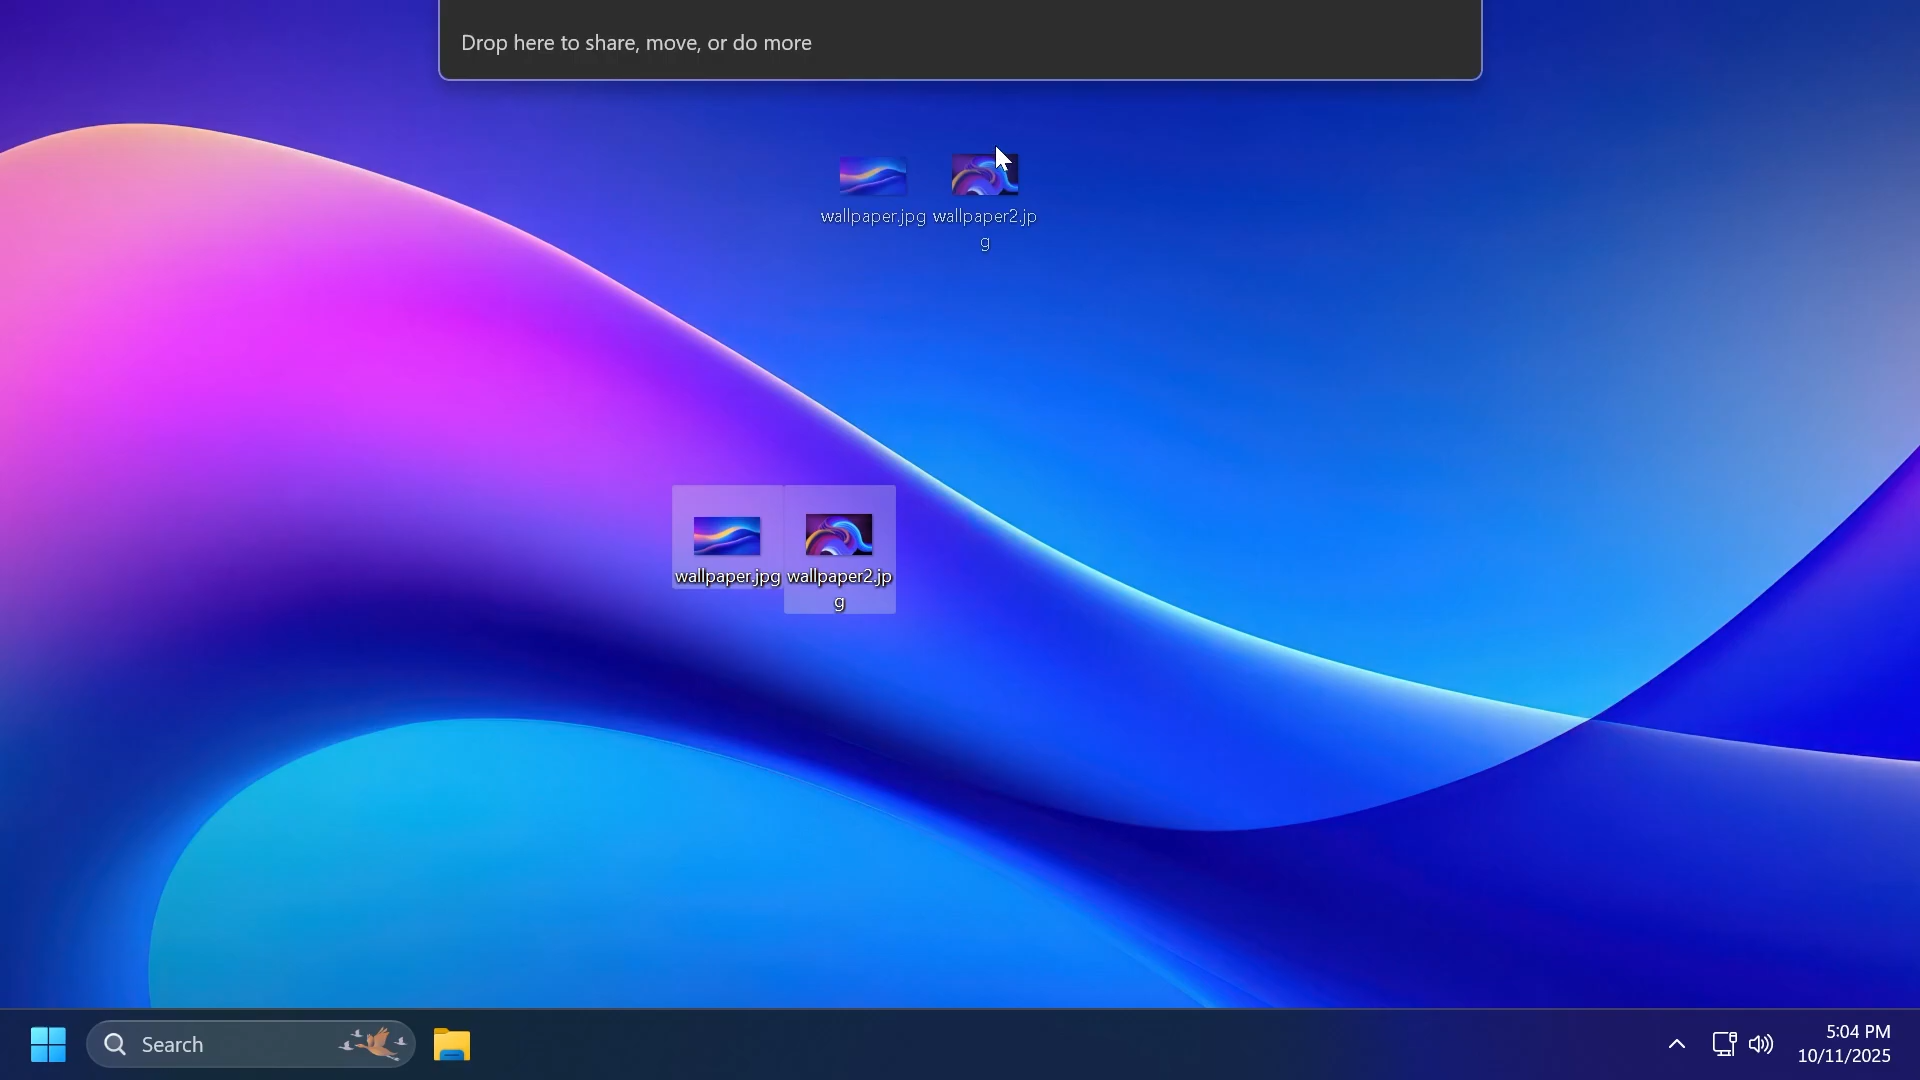 Drop here to share, move, or do more
wallpaper.jpg
wallpaper2.jp
g
wallpaper.jpg
wallpaper2.jp
g
Search
5:04 PM
10/11/2025